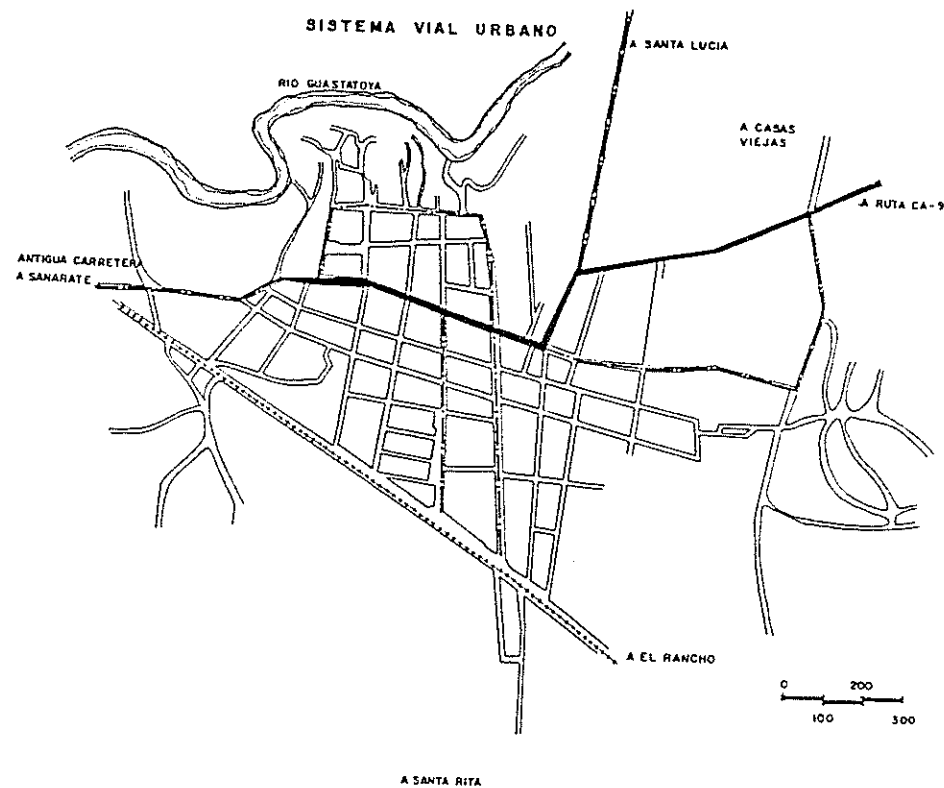 SISTEMA VIAL URBANO
A SANTA LUCIA
RIO GUASTATOYA
A CASAS
VIEJAS
A RUTA CA-9
ANTIGUA CARRETERA
A SANARATE
A EL RANCHO
0 200
100 300
A SANTA RITA